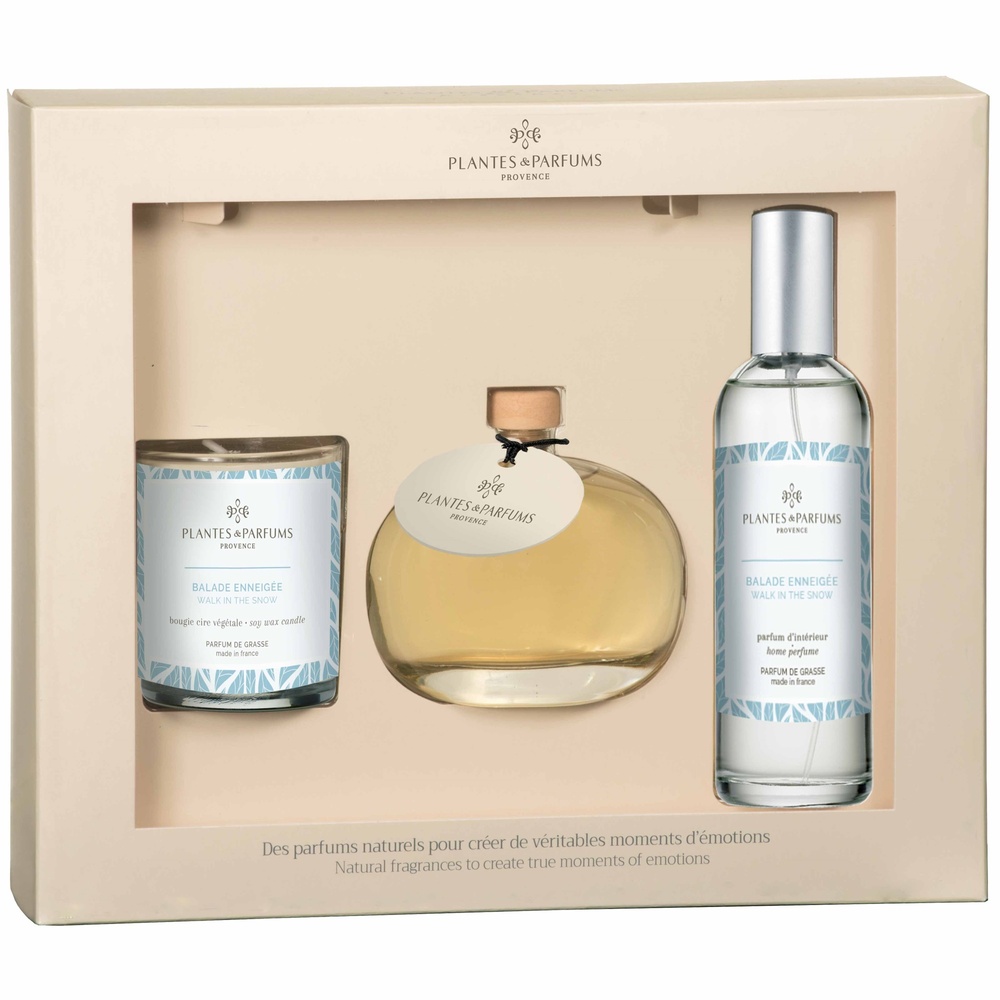 PLANTES & PARFUMS
PROVENCE
PLANTES & PARFUMS
PROVENCE
BALADE ENNEIGÉE
WALK IN THE SNOW
bougie cire végétale • soy wax candle
PARFUM DE GRASSE
made in france
PLANTES & PARFUMS
PROVENCE
PLANTES & PARFUMS
PROVENCE
BALADE ENNEIGÉE
WALK IN THE SNOW
parfum d'intérieur
•
home perfume
PARFUM DE GRASSE
made in france
Des parfums naturels pour créer de véritables moments d'émotions
Natural fragrances to create true moments of emotions